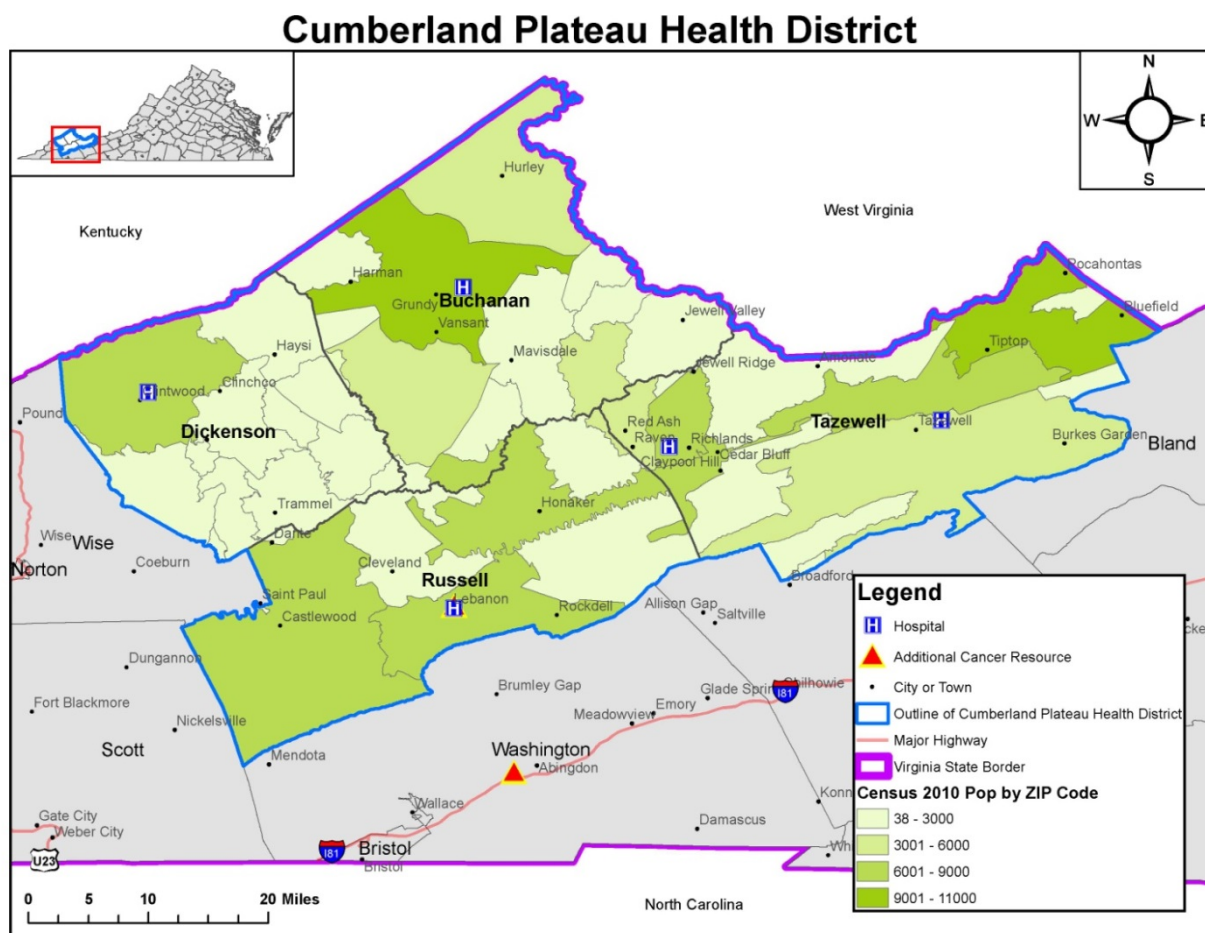 Cumberland Plateau Health District
N
W
E
S
Kentucky
West Virginia
Hurley
Harman
Grundy
Buchanan
Vansant
Jewell Valley
Pocahontas
Bluefield
Tiptop
Haysi
Mavisdale
Jewell Ridge
Amonate
Clintwood
Clinchco
Pound
Dickenson
Red Ash
Raven
Richlands
Claypool Hill
Cedar Bluff
Tazewell
Tazewell
Burkes Garden
Bland
Trammel
Honaker
Dante
Wise
Wise
Norton
Coeburn
Cleveland
Russell
Lebanon
Rockdell
Saint Paul
Castlewood
Broadford
Allison Gap
Saltville
Dungannon
Fort Blackmore
Nickelsville
Scott
Brumley Gap
Glade Spring
Chilhowie
I81
Emory
Meadowview
Mendota
Washington
Abingdon
Wallace
Damascus
Gate City
Weber City
U23
I81
Bristol
Bristol
North Carolina
0 5 10 20 Miles
Legend
H Hospital
Additional Cancer Resource
City or Town
Outline of Cumberland Plateau Health District
Major Highway
Virginia State Border
Census 2010 Pop by ZIP Code
38 - 3000
3001 - 6000
6001 - 9000
9001 - 11000